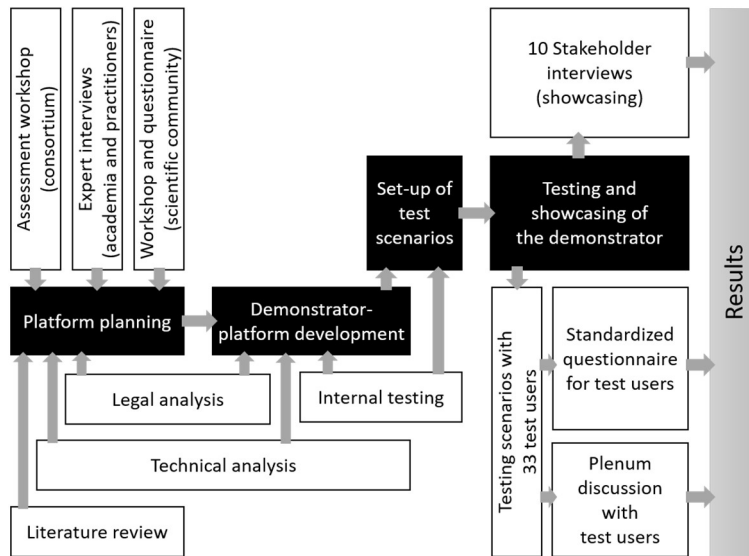 Assessment workshop
(consortium)
Expert interviews
(academia and practitioners)
Workshop and questionnaire
(scientific community)
10 Stakeholder
interviews
(showcasing)
Set-up of
test
scenarios
Testing and
showcasing of
the demonstrator
Platform planning
Demonstrator-
platform development
Legal analysis
Internal testing
Technical analysis
Literature review
Testing scenarios with
33 test users
Standardized
questionnaire
for test users
Plenum
discussion
with
test users
Results